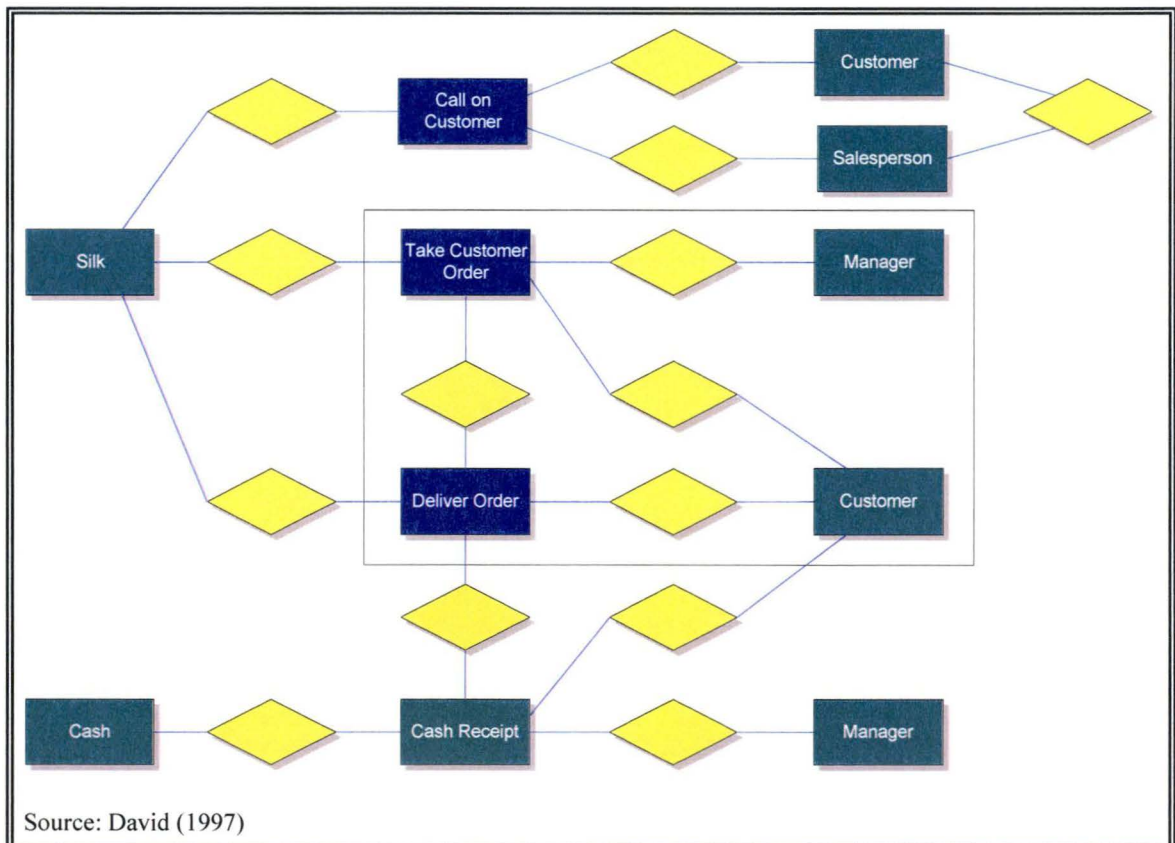 Customer
Call on
Customer
Salesperson
Silk
Take Customer
Order
Manager
Deliver Order
Customer
Cash
Cash Receipt
Manager
Source: David (1997)